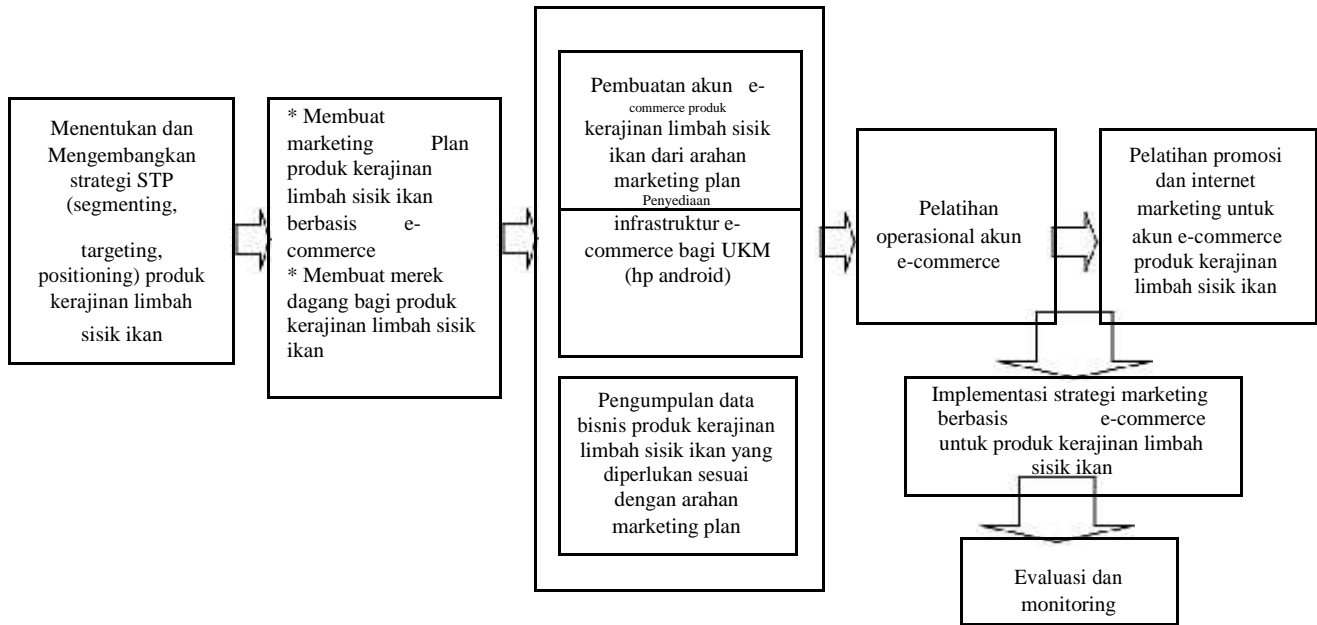 Menentukan dan
Mengembangkan
strategi STP
(segmenting,
targeting,
positioning) produk
kerajinan limbah
sisik ikan
* Membuat
marketing Plan
produk kerajinan
limbah sisik ikan
berbasis e-
commerce
* Membuat merek
dagang bagi produk
kerajinan limbah sisik
ikan
Pembuatan akun e-
commerce produk
kerajinan limbah sisik
ikan dari arahan
marketing plan
Penyediaan
infrastruktur e-
commerce bagi UKM
(hp android)
Pengumpulan data
bisnis produk kerajinan
limbah sisik ikan yang
diperlukan sesuai
dengan arahan
marketing plan
Pelatihan
operasional akun
e-commerce
Pelatihan promosi
dan internet
marketing untuk
akun e-commerce
produk kerajinan
limbah sisik ikan
Implementasi strategi marketing
berbasis e-commerce
untuk produk kerajinan limbah
sisik ikan
Evaluasi dan
monitoring